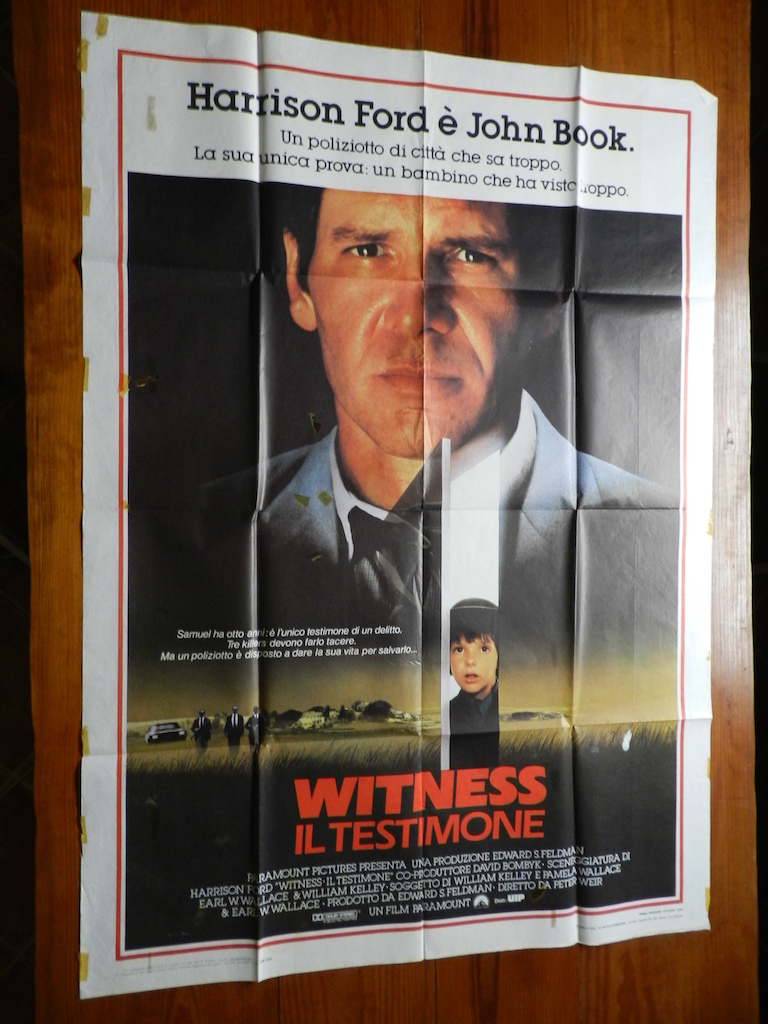 Harrison Ford è John Book.
Un poliziotto di città che sa troppo.
La sua unica prova: un bambino che ha visto troppo.
Samuel ha otto anni: è l'unico testimone di un delitto.
Tre killers devono farlo tacere.
Ma un poliziotto è disposto a dare la sua vita per salvarlo...
WITNESS
IL TESTIMONE
PARAMOUNT PICTURES PRESENTA UNA PRODUZIONE EDWARD S. FELDMAN
HARRISON FORD "WITNESS·IL TESTIMONE" CO-PRODUTTORE DAVID BOMBYK · SCENEGGIATURA DI
EARL W. WALLACE & WILLIAM KELLEY · SOGGETTO DI WILLIAM KELLEY E PAMELA WALLACE
& EARL W. WALLACE · PRODOTTO DA EDWARD S. FELDMAN · DIRETTO DA PETER WEIR
UN FILM PARAMOUNT UIP